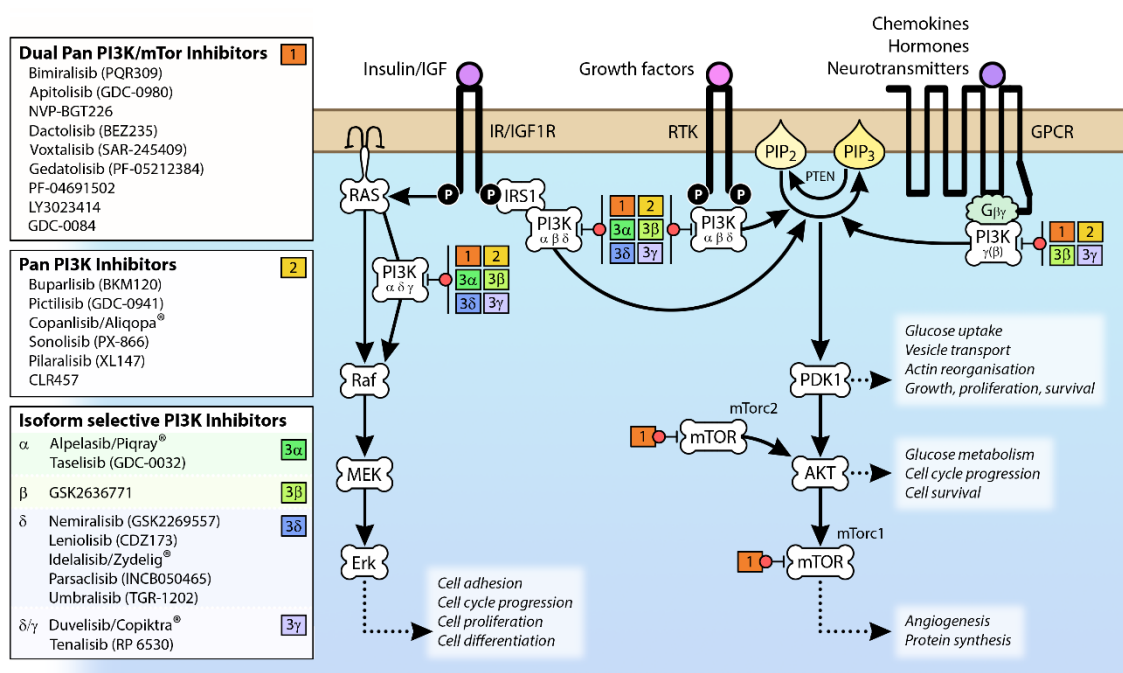 Dual Pan PI3K/mTor Inhibitors 1
Bimiralisib (PQR309)
Apitolisib (GDC-0980)
NVP-BGT226
Dactolisib (BEZ235)
Voxtalisib (SAR-245409)
Gedatolisib (PF-05212384)
PF-04691502
LY3023414
GDC-0084
Pan PI3K Inhibitors 2
Buparlisib (BKM120)
Pictilisib (GDC-0941)
Copanlisib/Aliqopa®
Sonolisib (PX-866)
Pilaralisib (XL147)
CLR457
Isoform selective PI3K Inhibitors
α Alpelasib/Piqray® 3α
Taselisib (GDC-0032)
β GSK2636771 3β
δ Nemiralisib (GSK2269557) 3δ
Leniolisib (CDZ173)
Idelalisib/Zydelig®
Parsaclisib (INCB050465)
Umbralisib (TGR-1202)
δ/γ Duvelisib/Copiktra® 3γ
Tenalisib (RP 6530)
Insulin/IGF
IR/IGF1R
Growth factors
RTK
Chemokines
Hormones
Neurotransmitters
GPCR
PIP2
PIP3
PTEN
RAS
P
P
IRS1
PI3K
α β δ
1 2
3α 3β
3δ 3γ
P
P
PI3K
α β δ
Gβγ
PI3K
γ(β)
1 2
3β 3γ
PI3K
α δ γ
1 2
3α 3β
3δ 3γ
Raf
MEK
Erk
Cell adhesion
Cell cycle progression
Cell proliferation
Cell differentiation
PDK1
Glucose uptake
Vesicle transport
Actin reorganisation
Growth, proliferation, survival
mTorc2
1 mTOR
AKT
Glucose metabolism
Cell cycle progression
Cell survival
mTorc1
1 mTOR
Angiogenesis
Protein synthesis